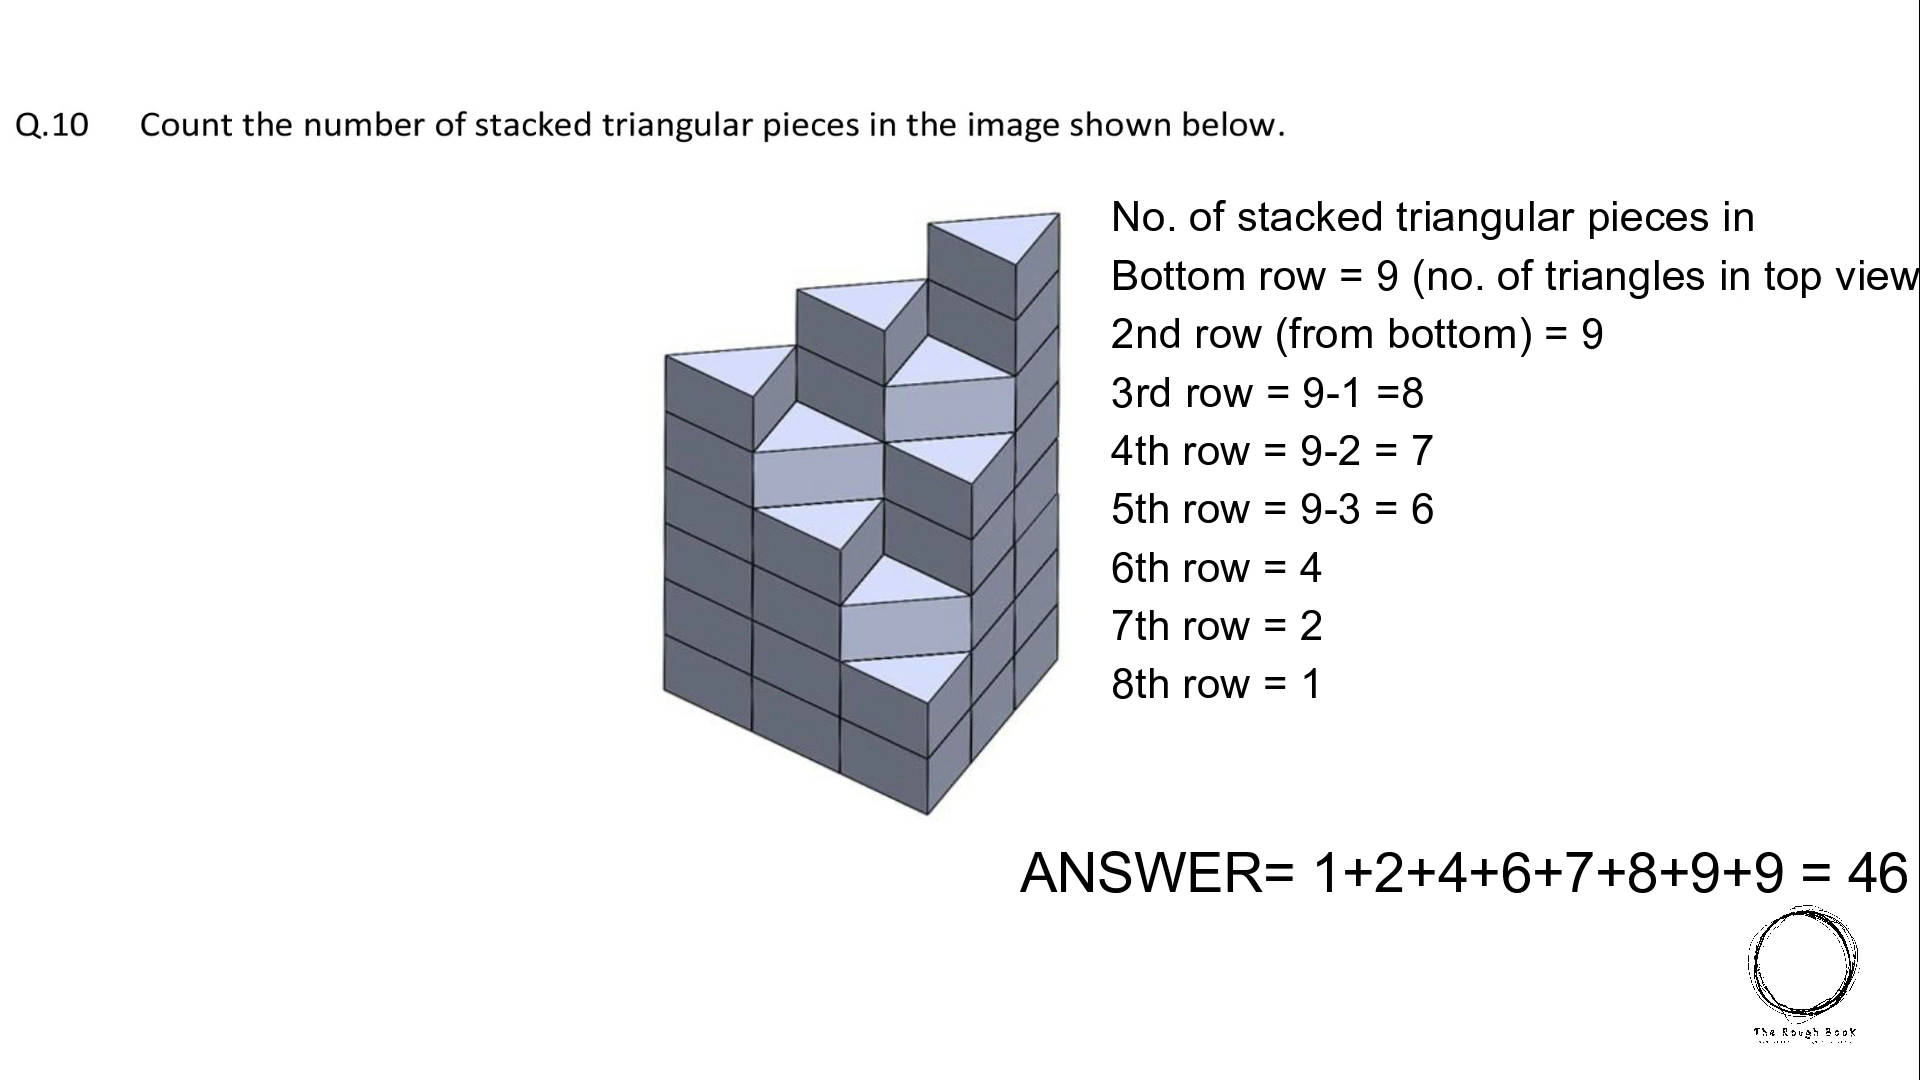 Q.10 Count the number of stacked triangular pieces in the image shown below.
No. of stacked triangular pieces in
Bottom row = 9 (no. of triangles in top view
2nd row (from bottom) = 9
3rd row = 9-1 =8
4th row = 9-2 = 7
5th row = 9-3 = 6
6th row = 4
7th row = 2
8th row = 1
ANSWER= 1+2+4+6+7+8+9+9 = 46
The Rough Book